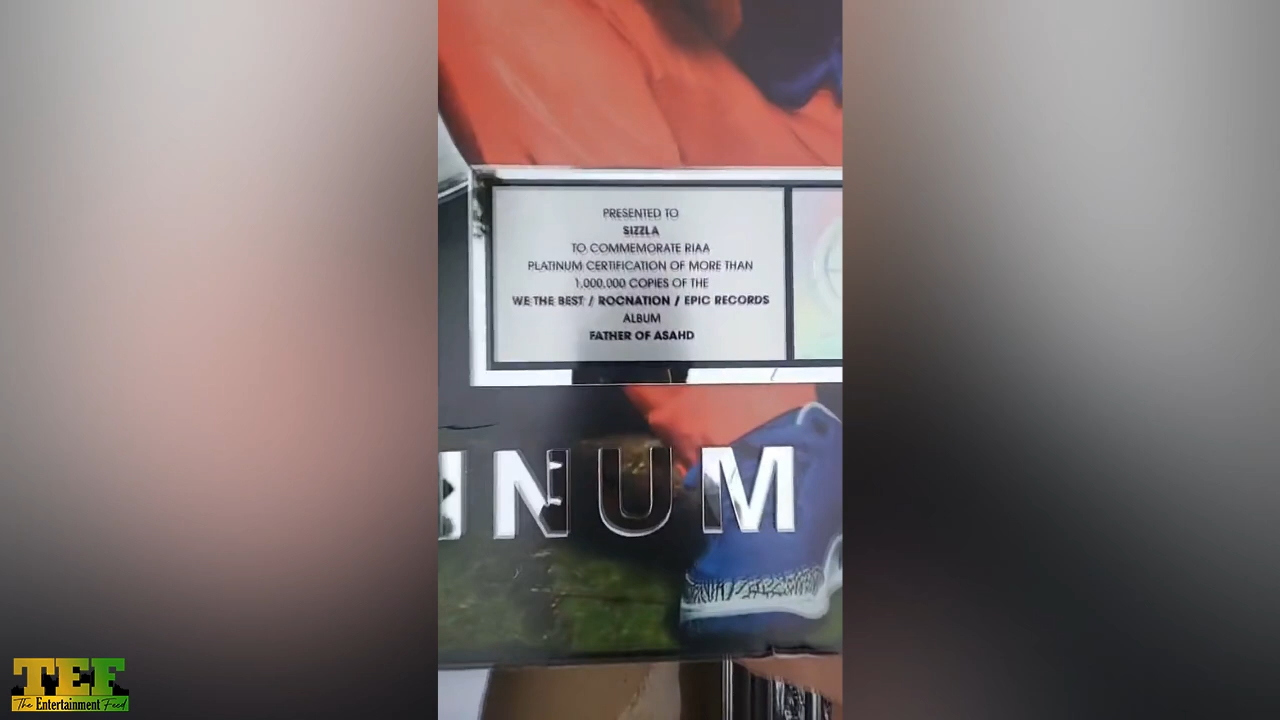 PRESENTED TO
SIZZLA
TO COMMEMORATE RIAA
PLATINUM CERTIFICATION OF MORE THAN
1,000,000 COPIES OF THE
WE THE BEST / ROCNATION / EPIC RECORDS
ALBUM
FATHER OF ASAHD
INUM
TEF
The Entertainment Feed